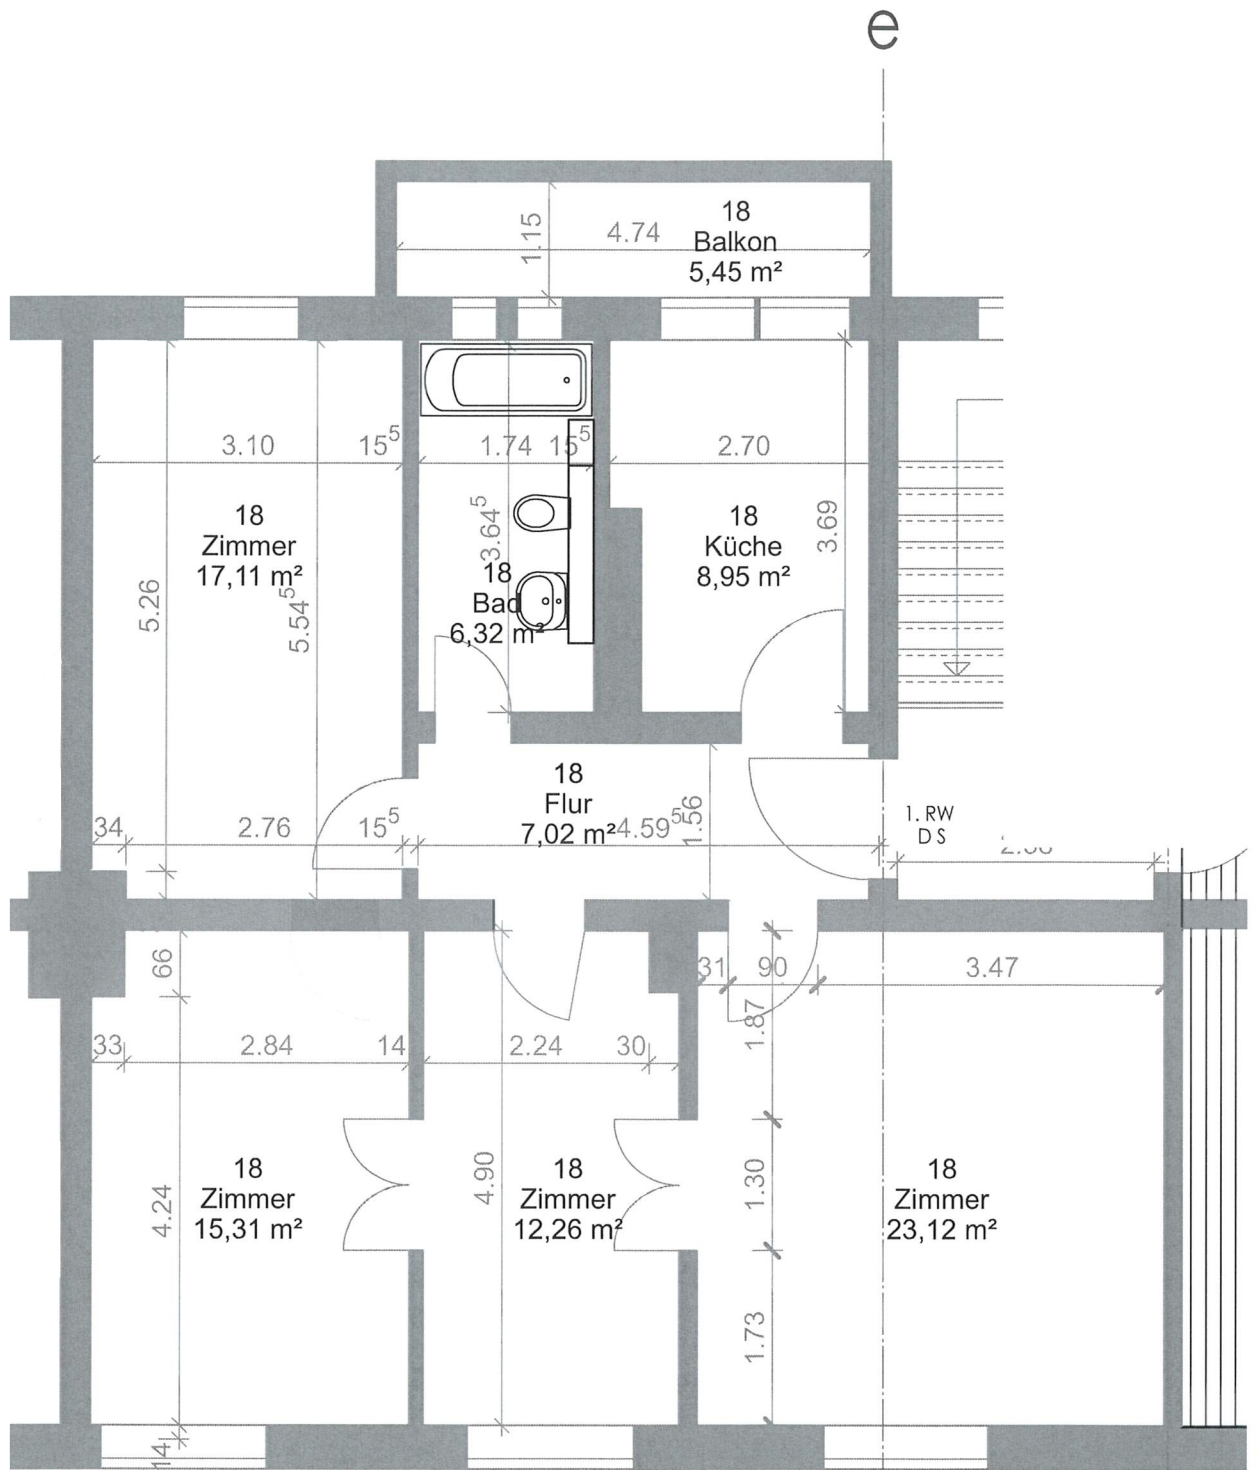 e
18
Balkon
5,45 m²
1.15
4.74
3.10
15⁵
1.74
15⁵
2.70
18
Zimmer
17,11 m²
5.26
5.54⁵
3.64⁵
18
Bad
6,32 m²
18
Küche
8,95 m²
3.69
18
Flur
7,02 m²
4.59⁵
1.56
34
2.76
15⁵
1. RW
DS
66
31
90
3.47
1.87
33
2.84
14
2.24
30
18
Zimmer
15,31 m²
4.24
4.90
18
Zimmer
12,26 m²
1.30
18
Zimmer
23,12 m²
1.73
14